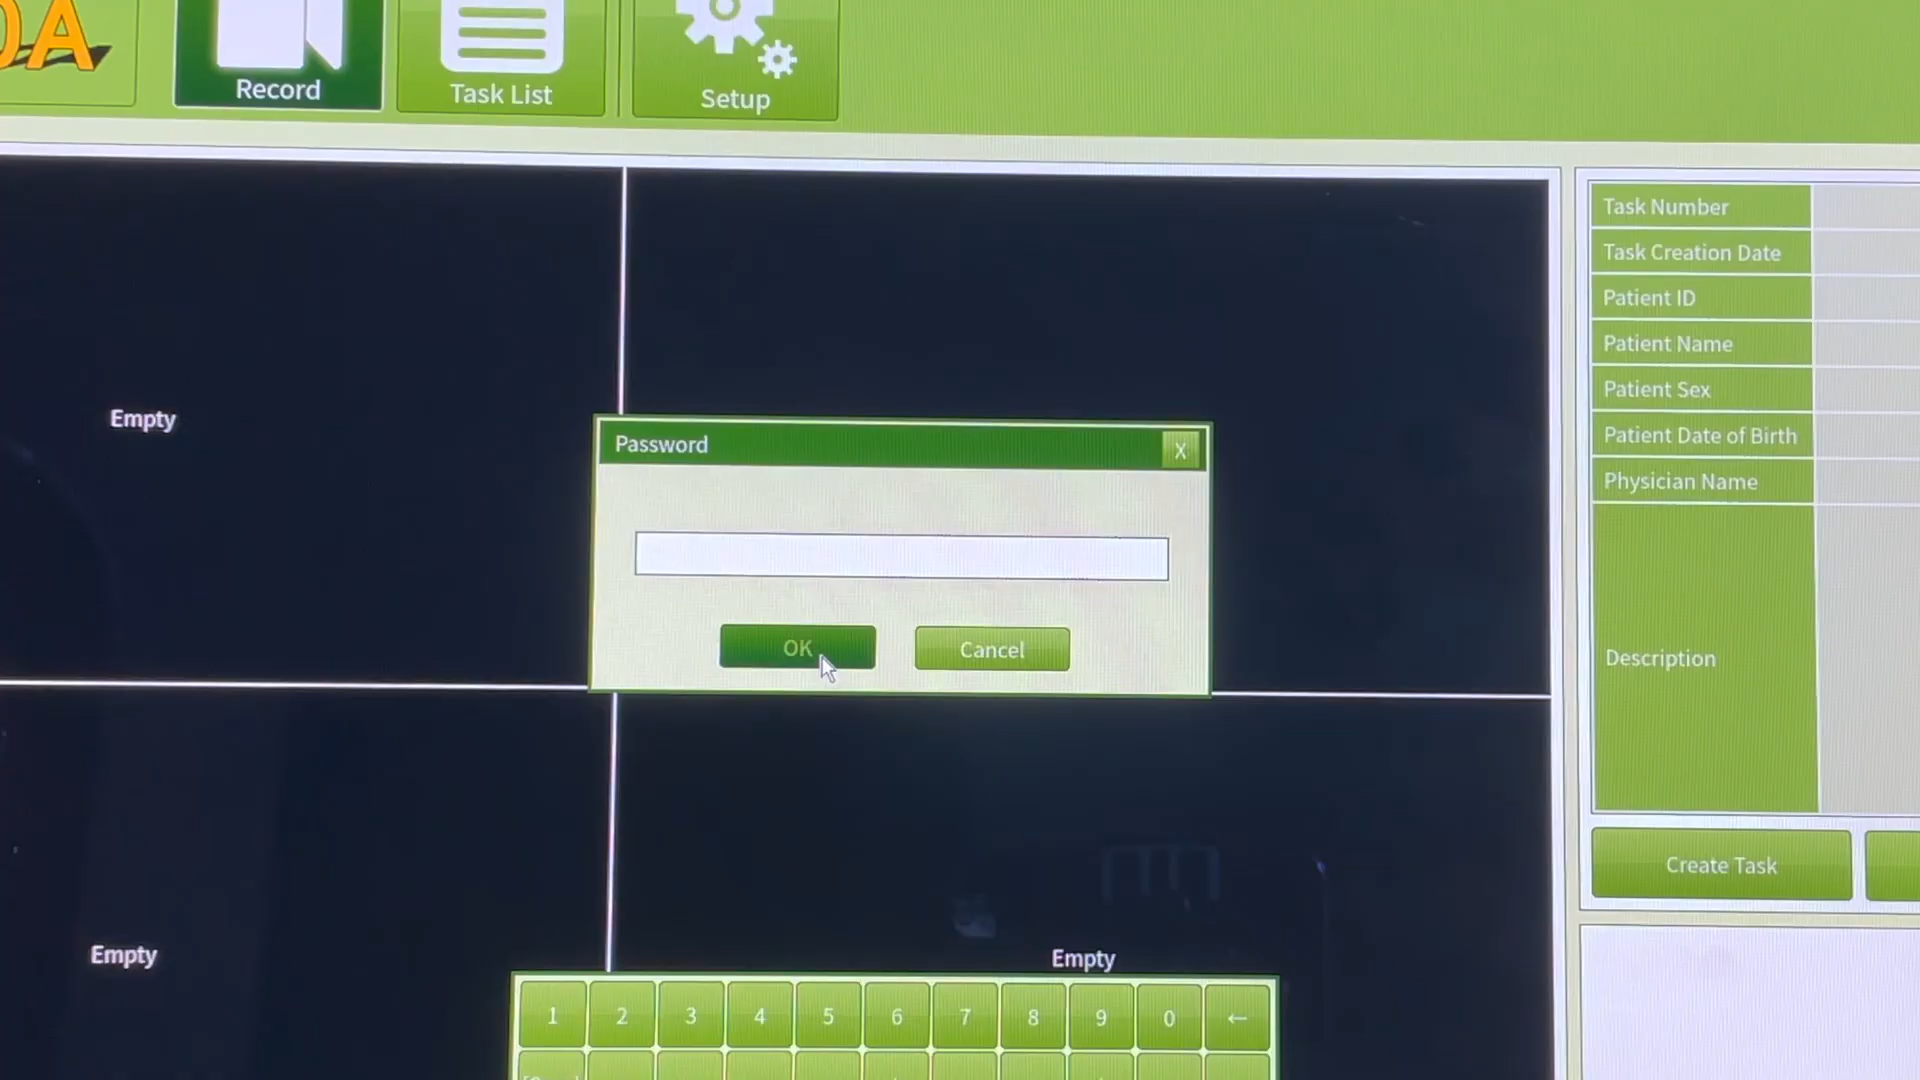 Record
Task List
Setup
Task Number
Task Creation Date
Patient ID
Patient Name
Patient Sex
Patient Date of Birth
Physician Name
Description
Create Task
Empty
Password
X
OK
Cancel
Empty
Empty
1 2 3 4 5 6 7 8 9 0 ←